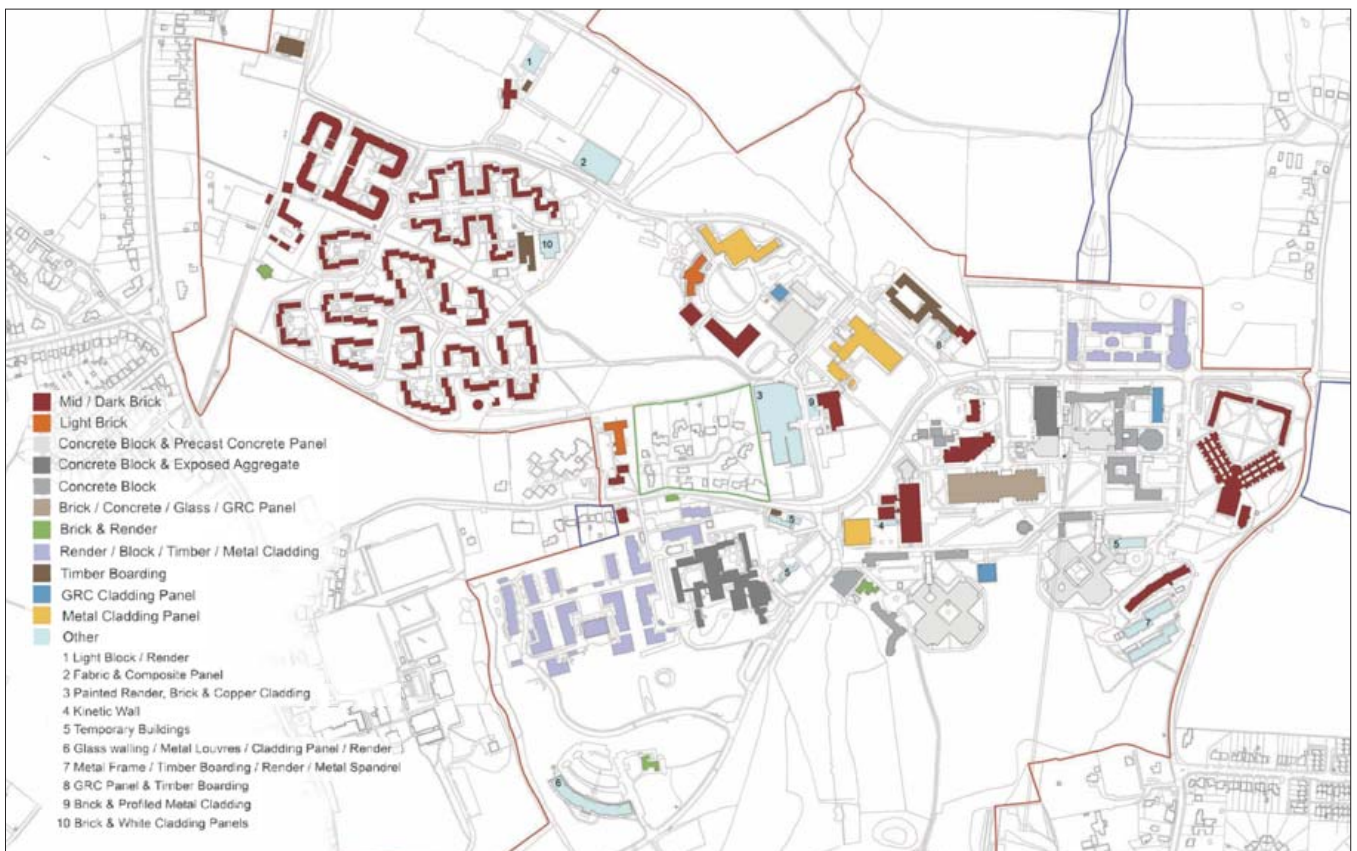 1
2
10
8
3
9
4
5
5
5
7
6
Mid / Dark Brick
Light Brick
Concrete Block & Precast Concrete Panel
Concrete Block & Exposed Aggregate
Concrete Block
Brick / Concrete / Glass / GRC Panel
Brick & Render
Render / Block / Timber / Metal Cladding
Timber Boarding
GRC Cladding Panel
Metal Cladding Panel
Other
1 Light Block / Render
2 Fabric & Composite Panel
3 Painted Render, Brick & Copper Cladding
4 Kinetic Wall
5 Temporary Buildings
6 Glass walling / Metal Louvres / Cladding Panel / Render
7 Metal Frame / Timber Boarding / Render / Metal Spandrel
8 GRC Panel & Timber Boarding
9 Brick & Profiled Metal Cladding
10 Brick & White Cladding Panels